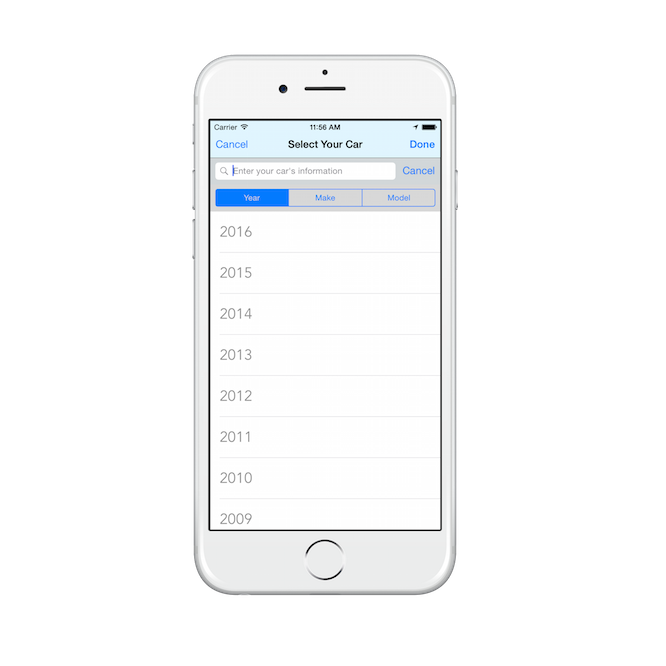 Carrier 11:56 AM
Cancel Select Your Car Done
Enter your car's information Cancel
Year Make Model
2016
2015
2014
2013
2012
2011
2010
2009